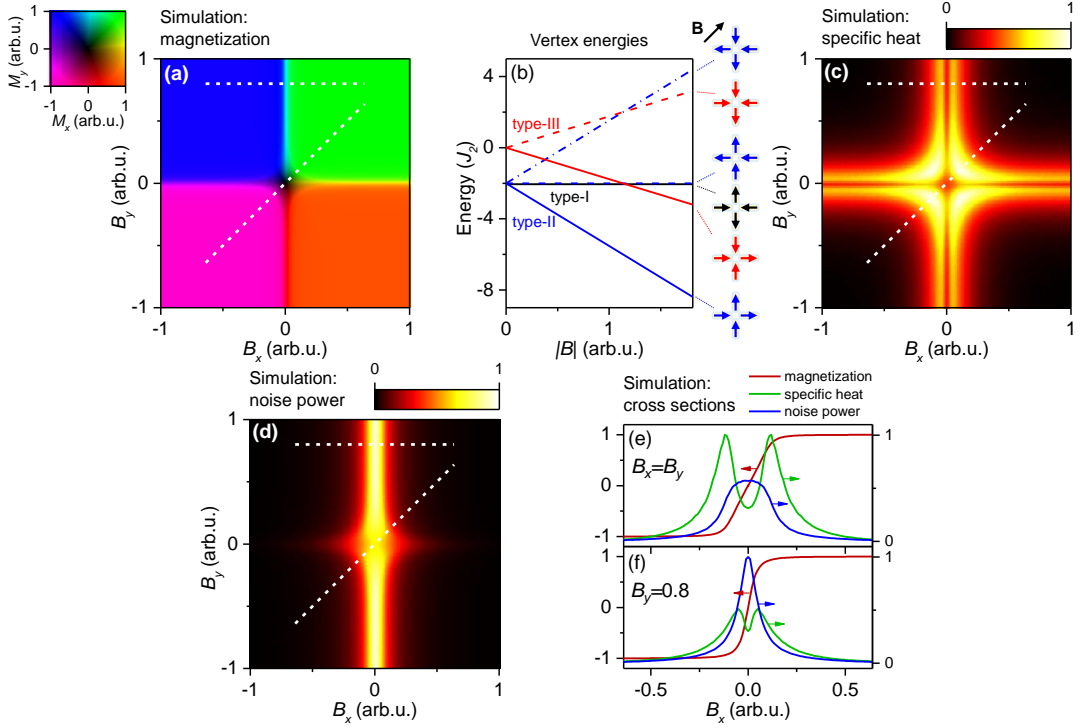 M_y (arb.u.)
1
0
-1
-1 0 1
M_x (arb.u.)
Simulation:
magnetization
(a)
B_y (arb.u.)
1
0
-1
-1 0 1
B_x (arb.u.)
B
Vertex energies
(b)
Energy (J_2)
4
0
-4
-9
type-III
type-I
type-II
0 1
|B| (arb.u.)
Simulation:
specific heat
0 1
(c)
B_y (arb.u.)
1
0
-1
-1 0 1
B_x (arb.u.)
Simulation:
noise power
0 1
(d)
B_y (arb.u.)
1
0
-1
-1 0 1
B_x (arb.u.)
Simulation:
cross sections
magnetization
specific heat
noise power
(e)
B_x=B_y
1
0
-1
1
0
(f)
B_y=0.8
1
0
-1
1
0
-0.5 0.0 0.5
B_x (arb.u.)